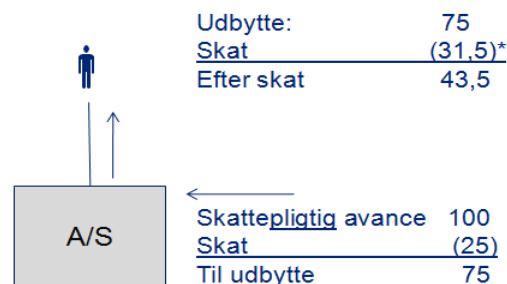 Udbytte: 75
Skat (31,5)*
Efter skat 43,5
A/S
Skattepligtig avance 100
Skat (25)
Til udbytte 75